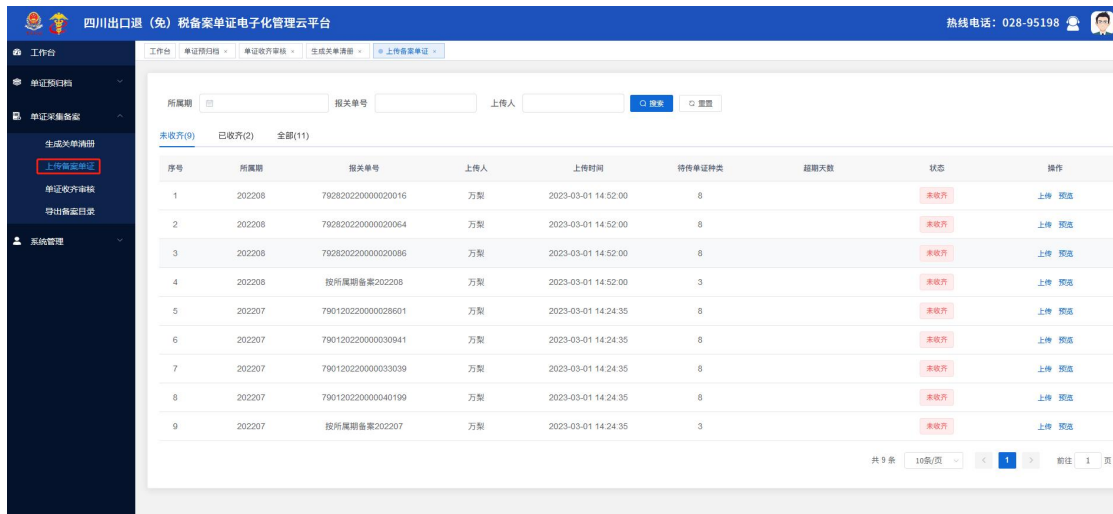 四川出口退（免）税备案单证电子化管理云平台
热线电话：028-95198
工作台
单证预归档
单证采集备案
生成关单清册
上传备案单证
单证收齐审核
导出备案目录
系统管理
工作台 单证预归档 × 单证收齐审核 × 生成关单清册 × 上传备案单证 ×
所属期 报关单号 上传人 搜索 重置
未收齐(9) 已收齐(2) 全部(11)
序号 所属期 报关单号 上传人 上传时间 待传单证种类 超期天数 状态 操作
1 202208 792820220000020016 万梨 2023-03-01 14:52:00 8 未收齐 上传 预览
2 202208 792820220000020064 万梨 2023-03-01 14:52:00 8 未收齐 上传 预览
3 202208 792820220000020086 万梨 2023-03-01 14:52:00 8 未收齐 上传 预览
4 202208 按所属期备案202208 万梨 2023-03-01 14:52:00 3 未收齐 上传 预览
5 202207 790120220000028601 万梨 2023-03-01 14:24:35 8 未收齐 上传 预览
6 202207 790120220000030941 万梨 2023-03-01 14:24:35 8 未收齐 上传 预览
7 202207 790120220000033039 万梨 2023-03-01 14:24:35 8 未收齐 上传 预览
8 202207 790120220000040199 万梨 2023-03-01 14:24:35 8 未收齐 上传 预览
9 202207 按所属期备案202207 万梨 2023-03-01 14:24:35 3 未收齐 上传 预览
共 9 条 10条/页 < 1 > 前往 1 页